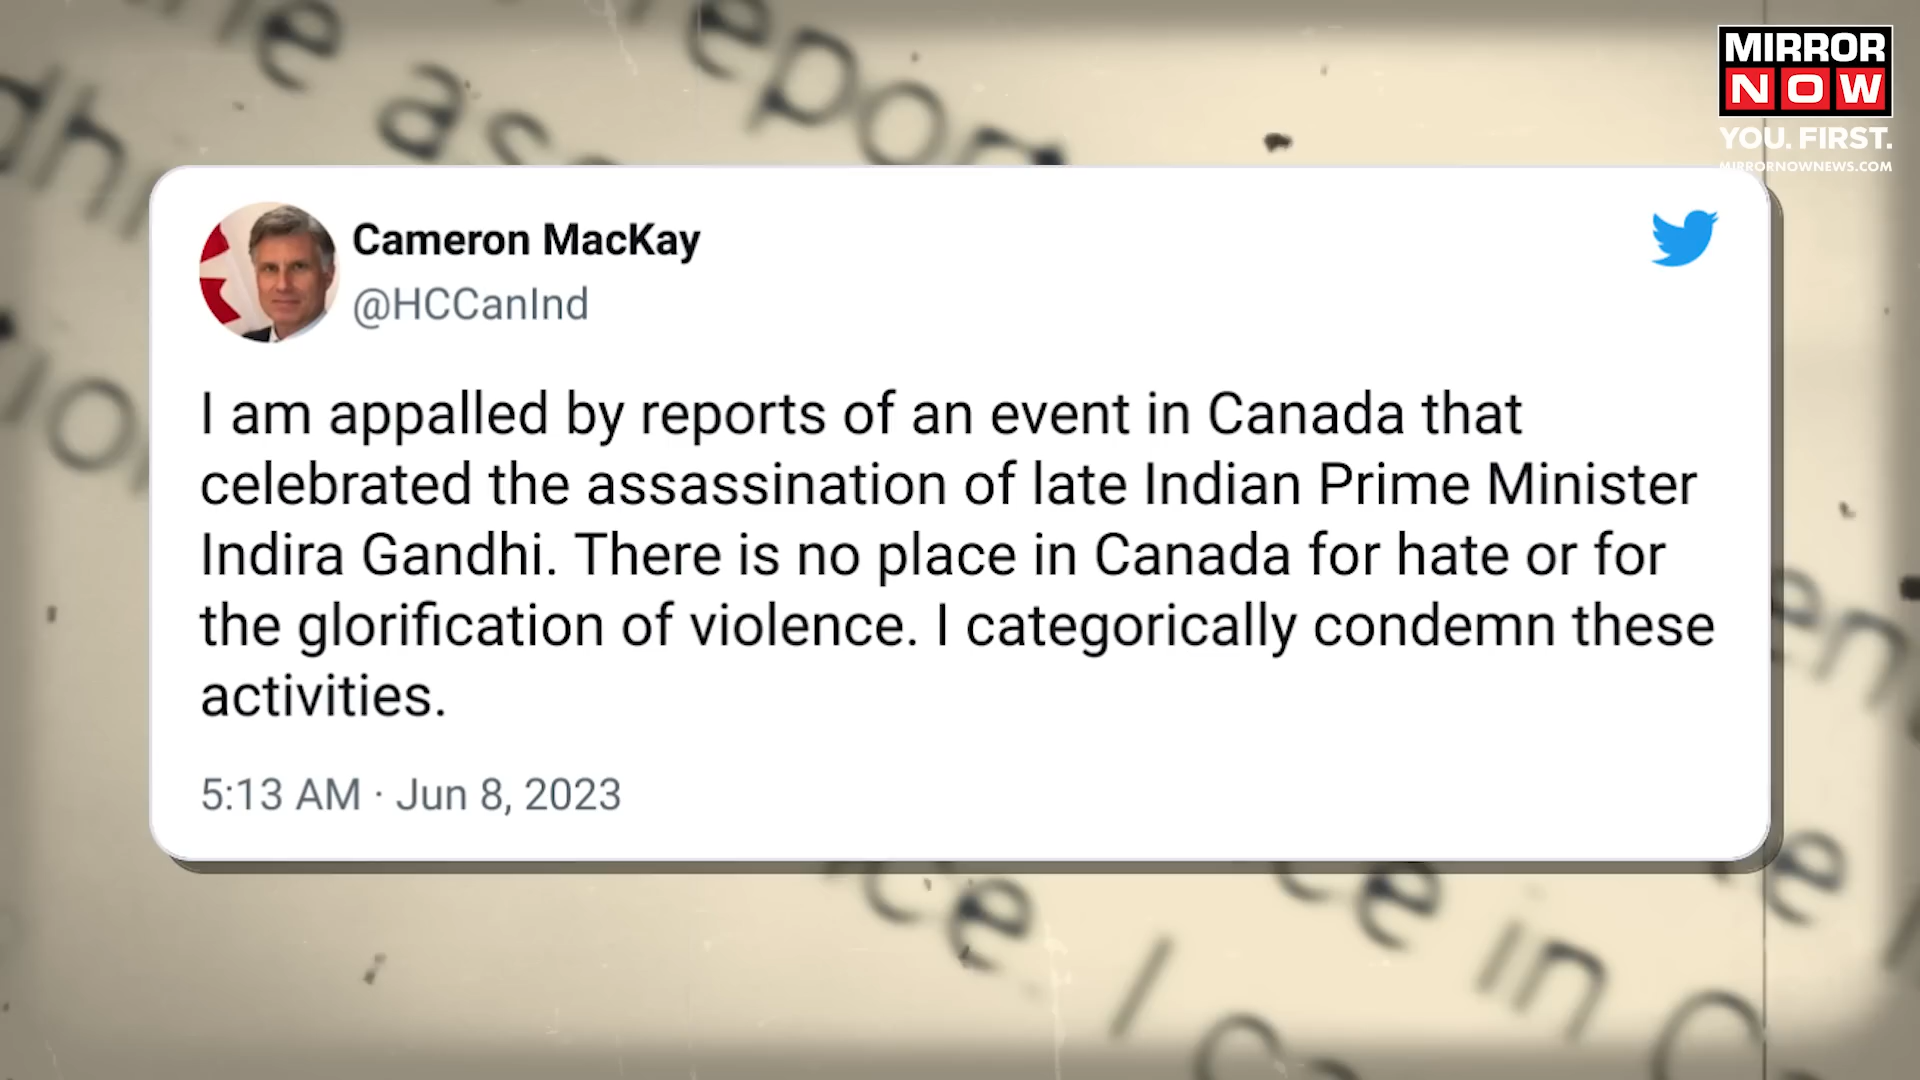 MIRROR
NOW
YOU. FIRST.
MIRRORNOWNEWS.COM
Cameron MacKay
@HCCanInd
I am appalled by reports of an event in Canada that
celebrated the assassination of late Indian Prime Minister
Indira Gandhi. There is no place in Canada for hate or for
the glorification of violence. I categorically condemn these
activities.
5:13 AM · Jun 8, 2023